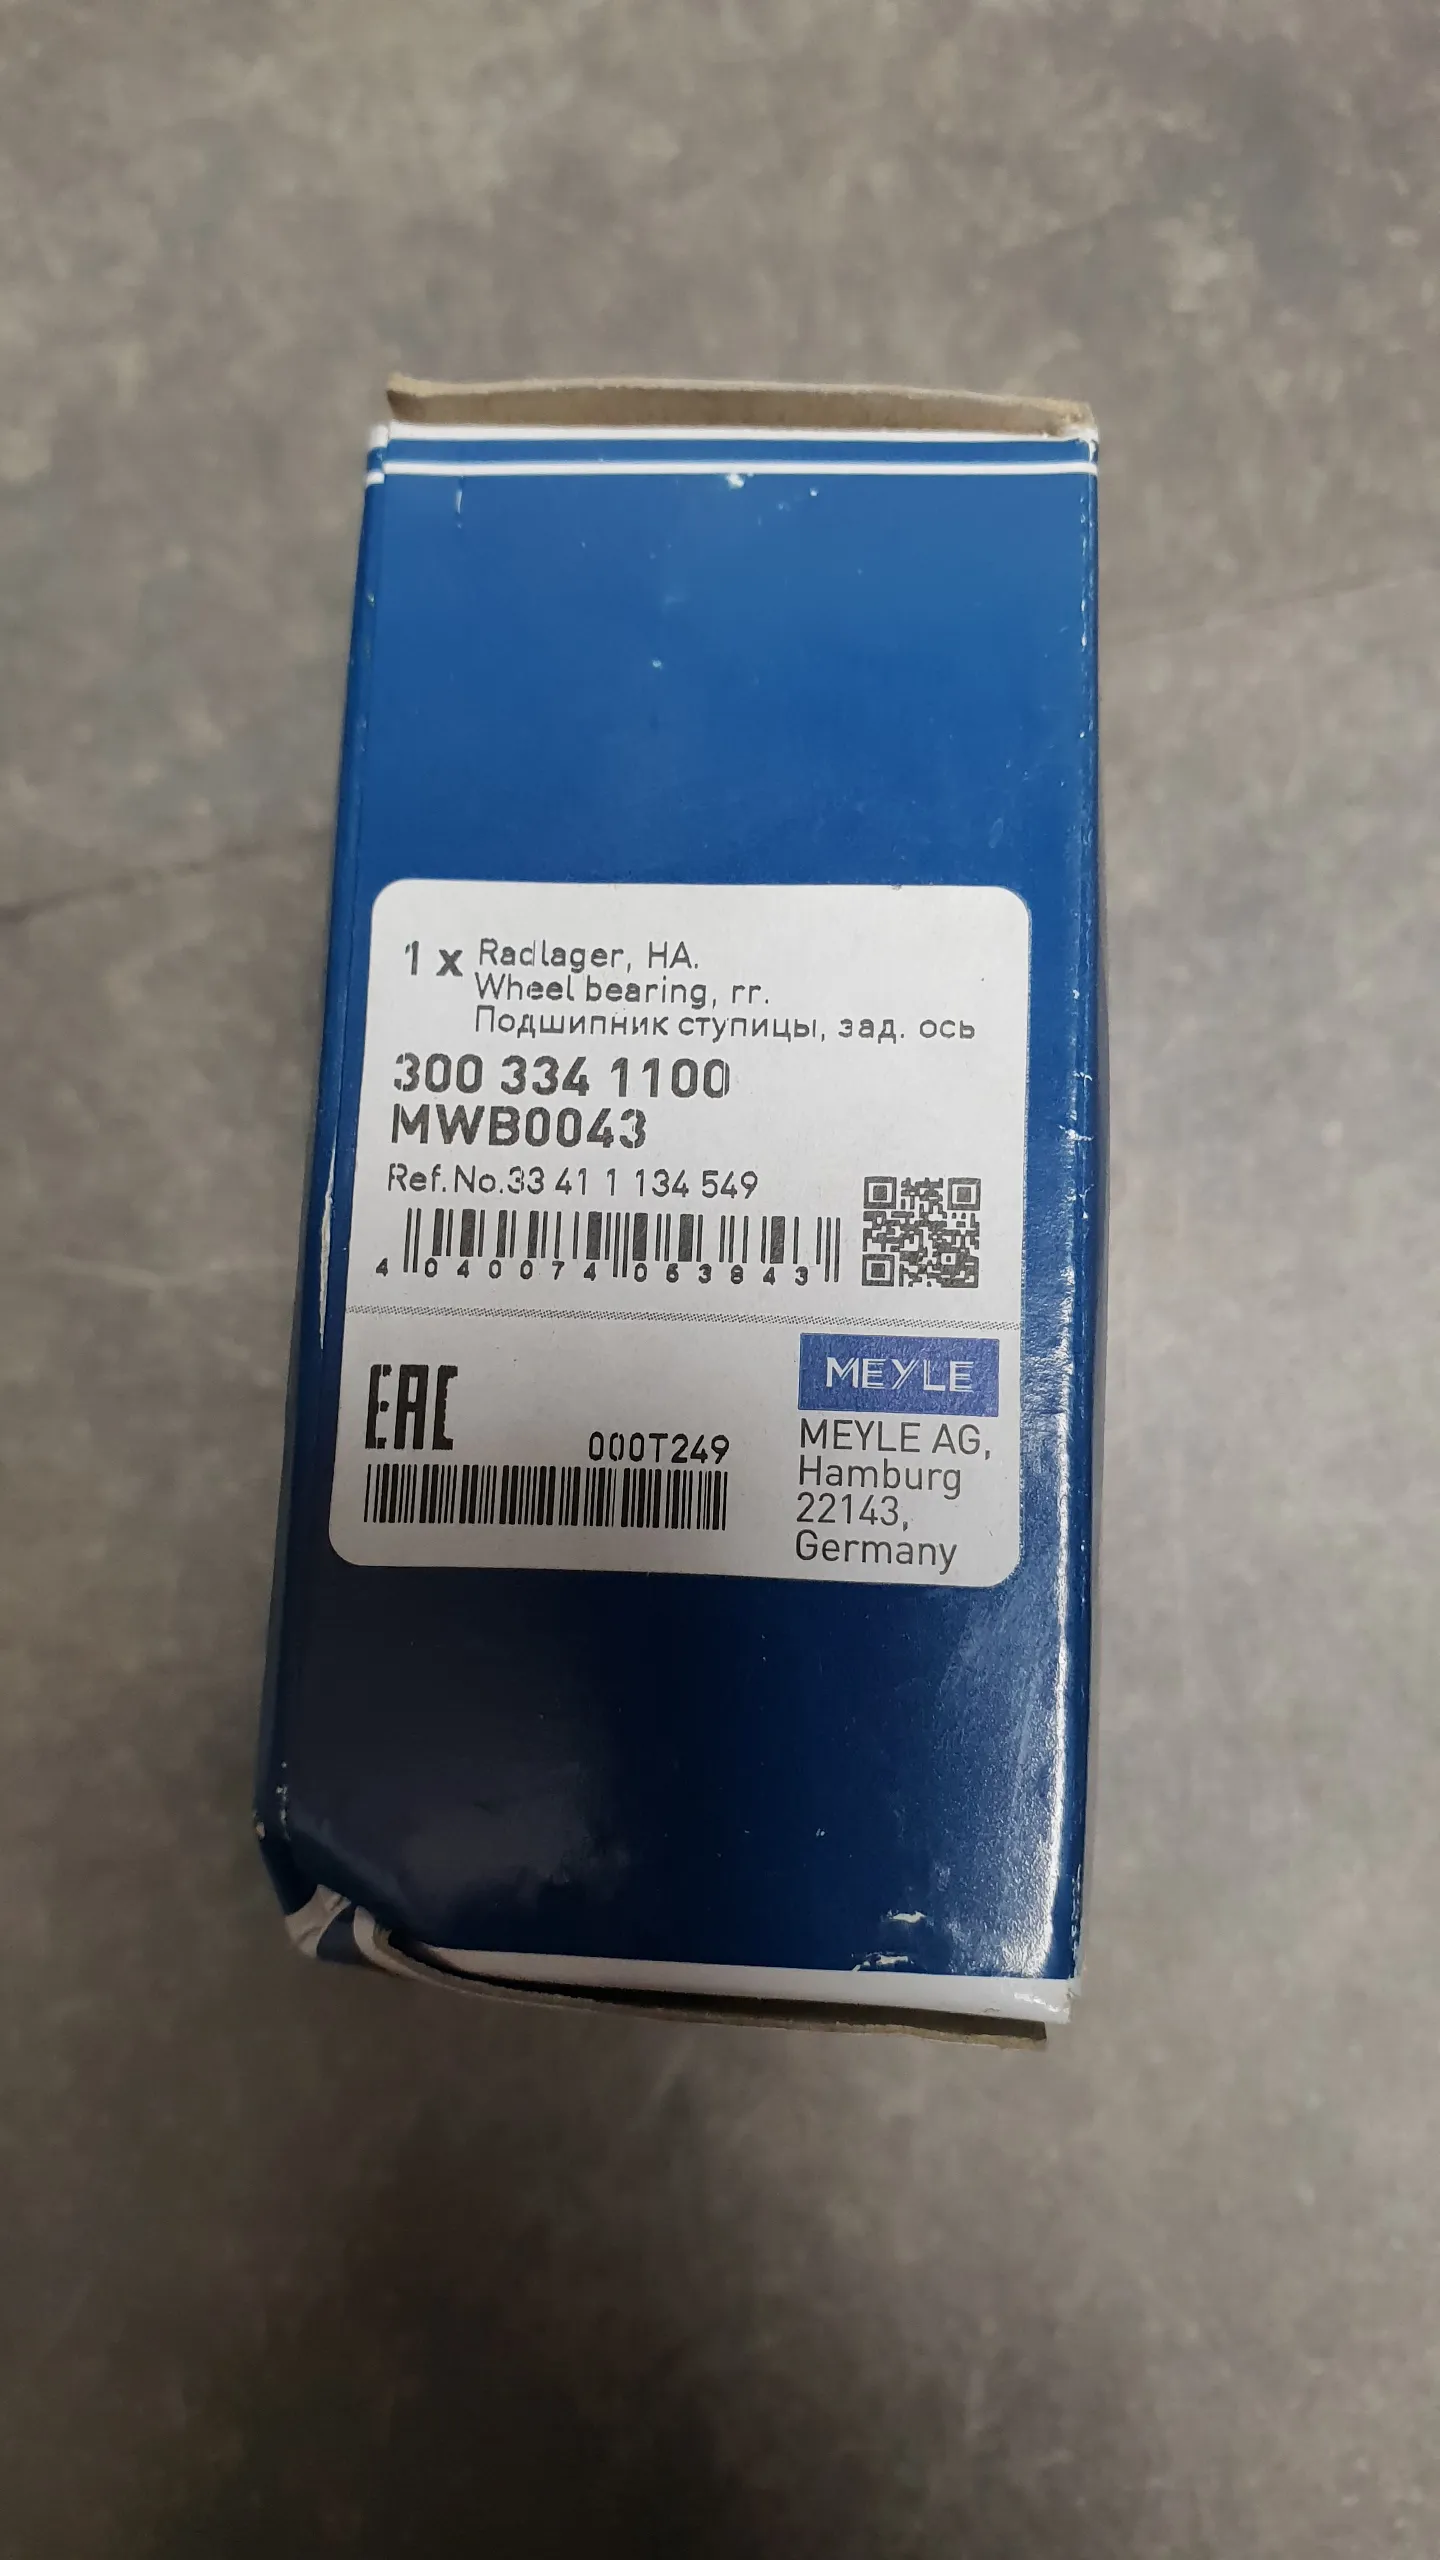 1 x Radlager, HA.
Wheel bearing, rr.
Подшипник ступицы, зад. ось
300 334 1100
MWB0043
Ref.No.33 41 1 134 549
4 040074 063843
EAC
000T249
MEYLE
MEYLE AG,
Hamburg
22143,
Germany